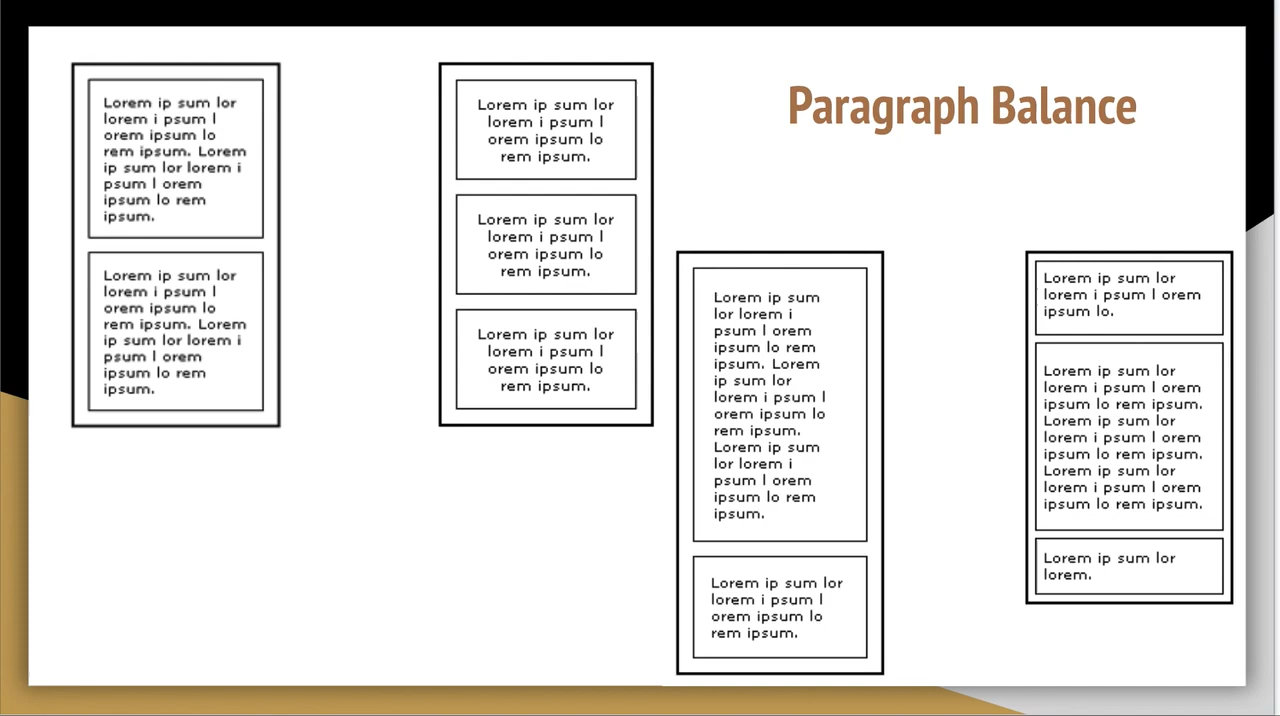 Paragraph Balance
Lorem ip sum lor
lorem i psum l
orem ipsum lo
rem ipsum. Lorem
ip sum lor lorem i
psum l orem
ipsum lo rem
ipsum.
Lorem ip sum lor
lorem i psum l
orem ipsum lo
rem ipsum. Lorem
ip sum lor lorem i
psum l orem
ipsum lo rem
ipsum.
Lorem ip sum lor
lorem i psum l
orem ipsum lo
rem ipsum.
Lorem ip sum lor
lorem i psum l
orem ipsum lo
rem ipsum.
Lorem ip sum lor
lorem i psum l
orem ipsum lo
rem ipsum.
Lorem ip sum
lor lorem i
psum l orem
ipsum lo rem
ipsum. Lorem
ip sum lor
lorem i psum l
orem ipsum lo
rem ipsum.
Lorem ip sum
lor lorem i
psum l orem
ipsum lo rem
ipsum.
Lorem ip sum lor
lorem i psum l
orem ipsum lo
rem ipsum.
Lorem ip sum lor
lorem i psum l orem
ipsum lo.
Lorem ip sum lor
lorem i psum l orem
ipsum lo rem ipsum.
Lorem ip sum lor
lorem i psum l orem
ipsum lo rem ipsum.
Lorem ip sum lor
lorem i psum l orem
ipsum lo rem ipsum.
Lorem ip sum lor
lorem.